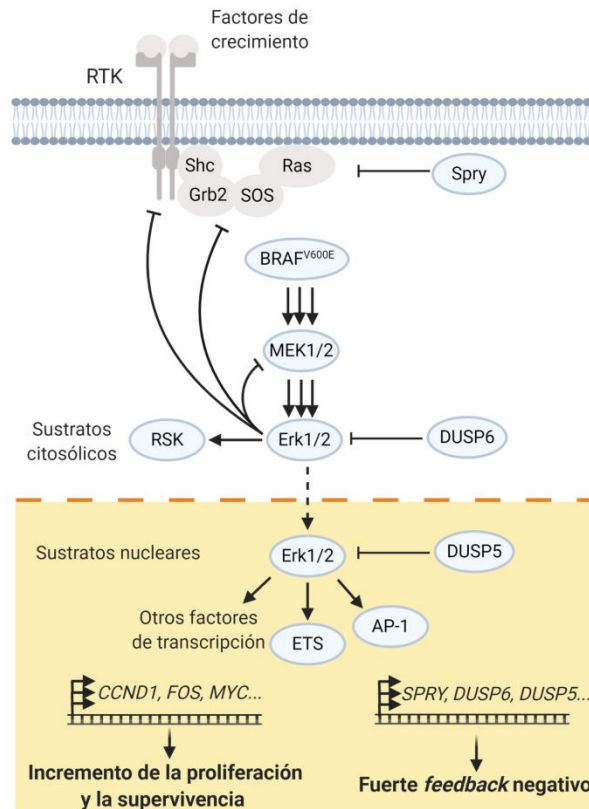 Factores de
crecimiento
RTK
Shc
Ras
Grb2
SOS
Spry
BRAFV600E
MEK1/2
Sustratos
citosólicos
RSK
Erk1/2
DUSP6
Sustratos nucleares
Erk1/2
DUSP5
Otros factores
de transcripción
ETS
AP-1
CCND1, FOS, MYC...
SPRY, DUSP6, DUSP5...
Incremento de la proliferación
y la supervivencia
Fuerte feedback negativo